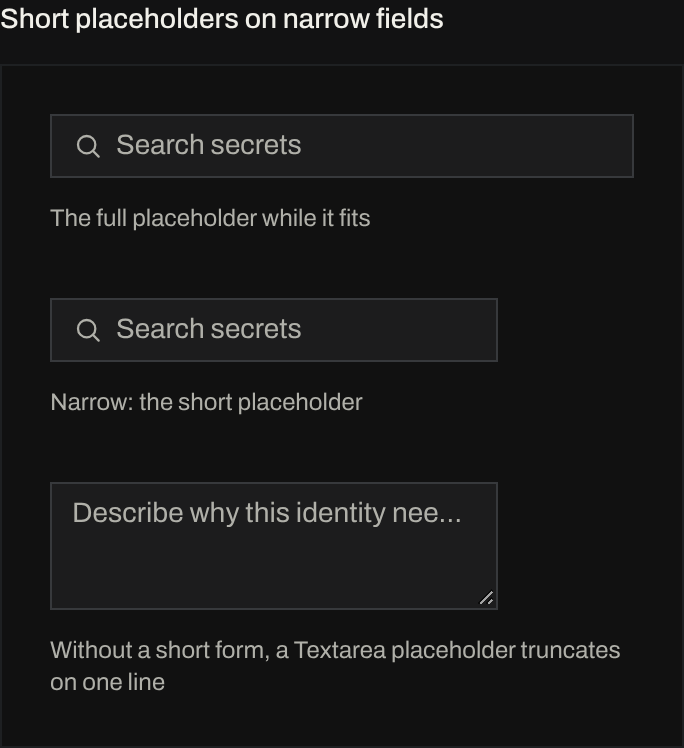 Short placeholders on narrow fields
Search secrets
The full placeholder while it fits
Search secrets
Narrow: the short placeholder
Describe why this identity nee...
Without a short form, a Textarea placeholder truncates
on one line